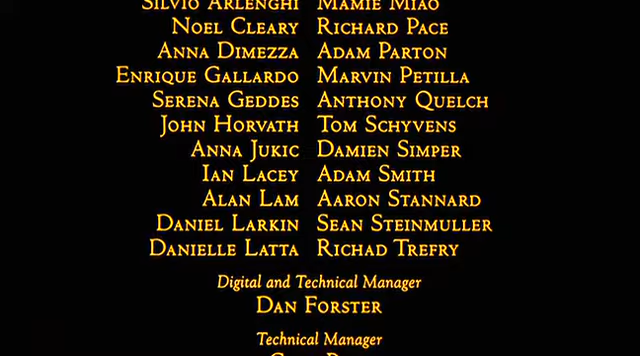 SILVIO ARLENGHI MAMIE MIAO
NOEL CLEARY RICHARD PACE
ANNA DIMEZZA ADAM PARTON
ENRIQUE GALLARDO MARVIN PETILLA
SERENA GEDDES ANTHONY QUELCH
JOHN HORVATH TOM SCHYVENS
ANNA JUKIC DAMIEN SIMPER
IAN LACEY ADAM SMITH
ALAN LAM AARON STANNARD
DANIEL LARKIN SEAN STEINMULLER
DANIELLE LATTA RICHAD TREFRY
Digital and Technical Manager
DAN FORSTER
Technical Manager